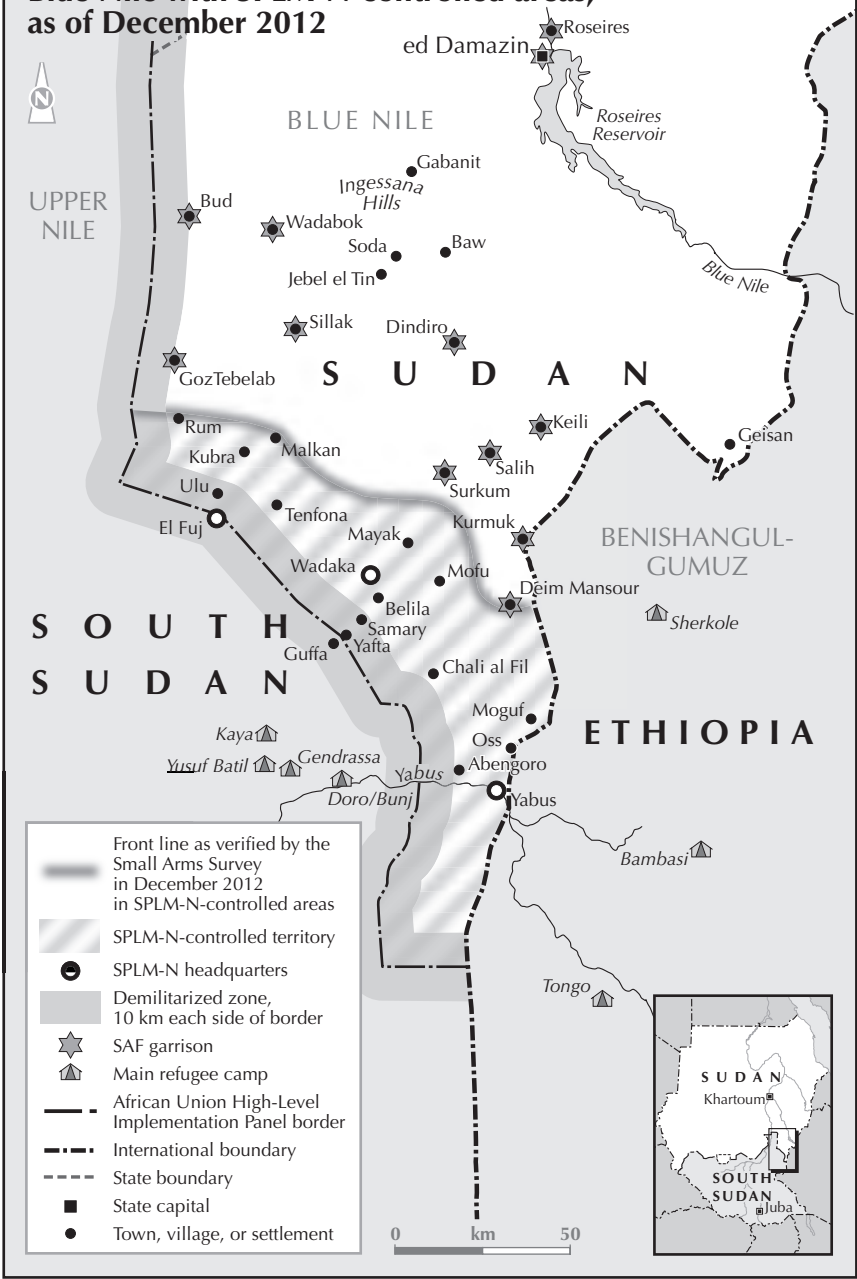 as of December 2012
Roseires
ed Damazin
N
BLUE NILE
Roseires
Reservoir
Gabanit
Ingessana
Hills
UPPER
NILE
Bud
Wadabok
Soda
Baw
Jebel el Tin
Blue Nile
Sillak
Dindiro
GozTebelab
SUDAN
Rum
Keili
Geisan
Kubra
Malkan
Salih
Ulu
Surkum
El Fuj
Tenfona
Kurmuk
Mayak
BENISHANGUL-
GUMUZ
Wadaka
Mofu
Deim Mansour
Belila
Sherkole
SOUTH
SUDAN
Samary
Yafta
Guffa
Chali al Fil
Moguf
ETHIOPIA
Kaya
Oss
Yusuf Batil
Gendrassa
Yabus
Abengoro
Doro/Bunj
Yabus
Bambasi
Tongo
Front line as verified by the
Small Arms Survey
in December 2012
in SPLM-N-controlled areas
SPLM-N-controlled territory
SPLM-N headquarters
Demilitarized zone,
10 km each side of border
SAF garrison
Main refugee camp
African Union High-Level
Implementation Panel border
International boundary
State boundary
State capital
Town, village, or settlement
0 km 50
SUDAN
Khartoum
SOUTH
SUDAN
Juba